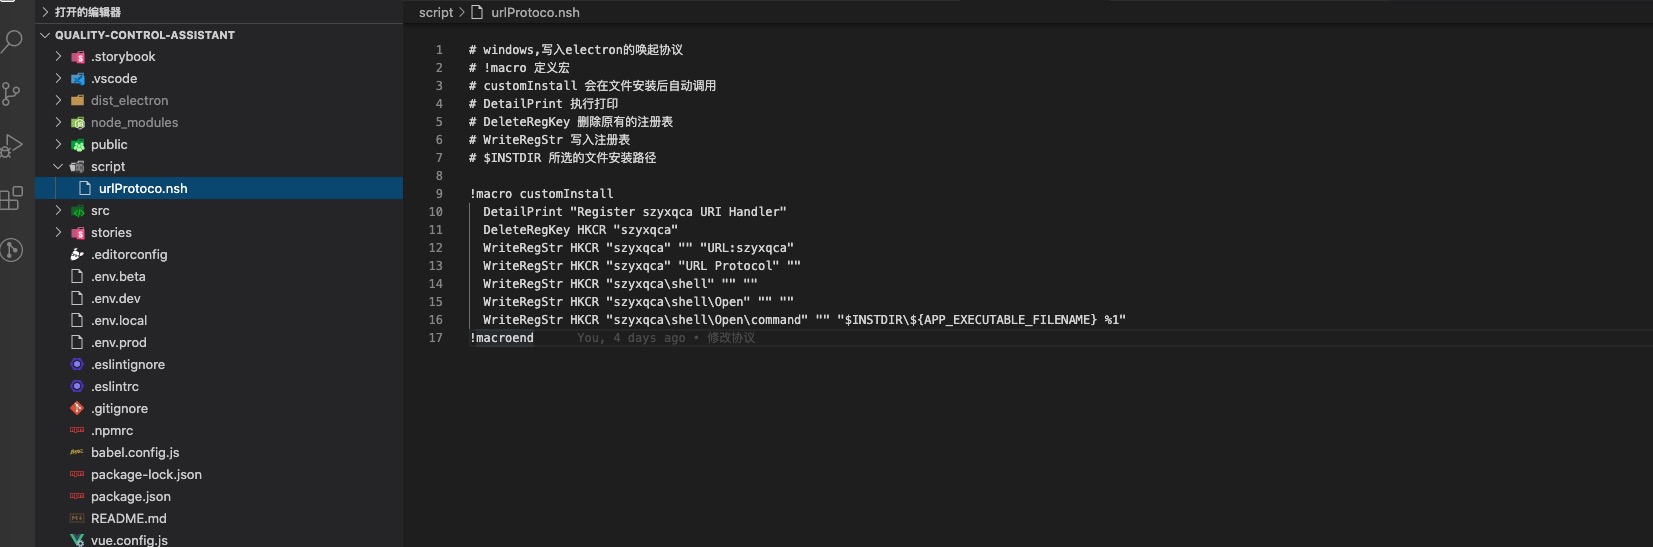 打开的编辑器
QUALITY-CONTROL-ASSISTANT
.storybook
.vscode
dist_electron
node_modules
public
script
urlProtoco.nsh
src
stories
.editorconfig
.env.beta
.env.dev
.env.local
.env.prod
.eslintignore
.eslintrc
.gitignore
.npmrc
babel.config.js
package-lock.json
package.json
README.md
vue.config.js
script > urlProtoco.nsh
1 # windows,写入electron的唤起协议
2 # !macro 定义宏
3 # customInstall 会在文件安装后自动调用
4 # DetailPrint 执行打印
5 # DeleteRegKey 删除原有的注册表
6 # WriteRegStr 写入注册表
7 # $INSTDIR 所选的文件安装路径
8
9 !macro customInstall
10 DetailPrint "Register szyxqca URI Handler"
11 DeleteRegKey HKCR "szyxqca"
12 WriteRegStr HKCR "szyxqca" "" "URL:szyxqca"
13 WriteRegStr HKCR "szyxqca" "URL Protocol" ""
14 WriteRegStr HKCR "szyxqca\shell" "" ""
15 WriteRegStr HKCR "szyxqca\shell\Open" "" ""
16 WriteRegStr HKCR "szyxqca\shell\Open\command" "" "$INSTDIR\${APP_EXECUTABLE_FILENAME} %1"
17 !macroend You, 4 days ago • 修改协议